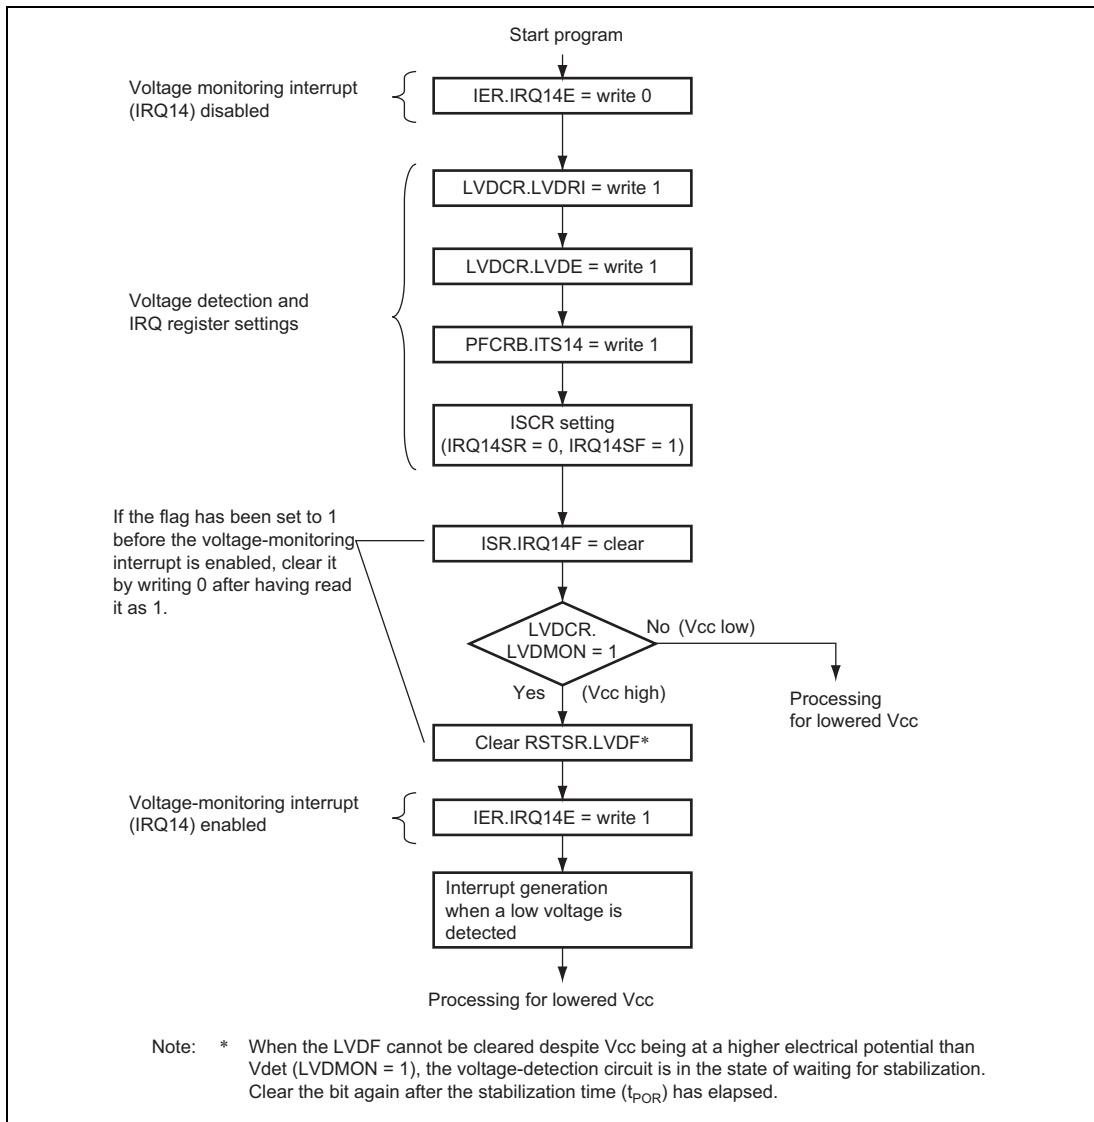 Start program
Voltage monitoring interrupt
(IRQ14) disabled
IER.IRQ14E = write 0
LVDCR.LVDRI = write 1
LVDCR.LVDE = write 1
Voltage detection and
IRQ register settings
PFCRB.ITS14 = write 1
ISCR setting
(IRQ14SR = 0, IRQ14SF = 1)
If the flag has been set to 1
before the voltage-monitoring
interrupt is enabled, clear it
by writing 0 after having read
it as 1.
ISR.IRQ14F = clear
LVDCR.
LVDMON = 1
No (Vcc low)
Yes (Vcc high)
Processing
for lowered Vcc
Clear RSTSR.LVDF*
Voltage-monitoring interrupt
(IRQ14) enabled
IER.IRQ14E = write 1
Interrupt generation
when a low voltage is
detected
Processing for lowered Vcc
Note: * When the LVDF cannot be cleared despite Vcc being at a higher electrical potential than
Vdet (LVDMON = 1), the voltage-detection circuit is in the state of waiting for stabilization.
Clear the bit again after the stabilization time (tPOR) has elapsed.